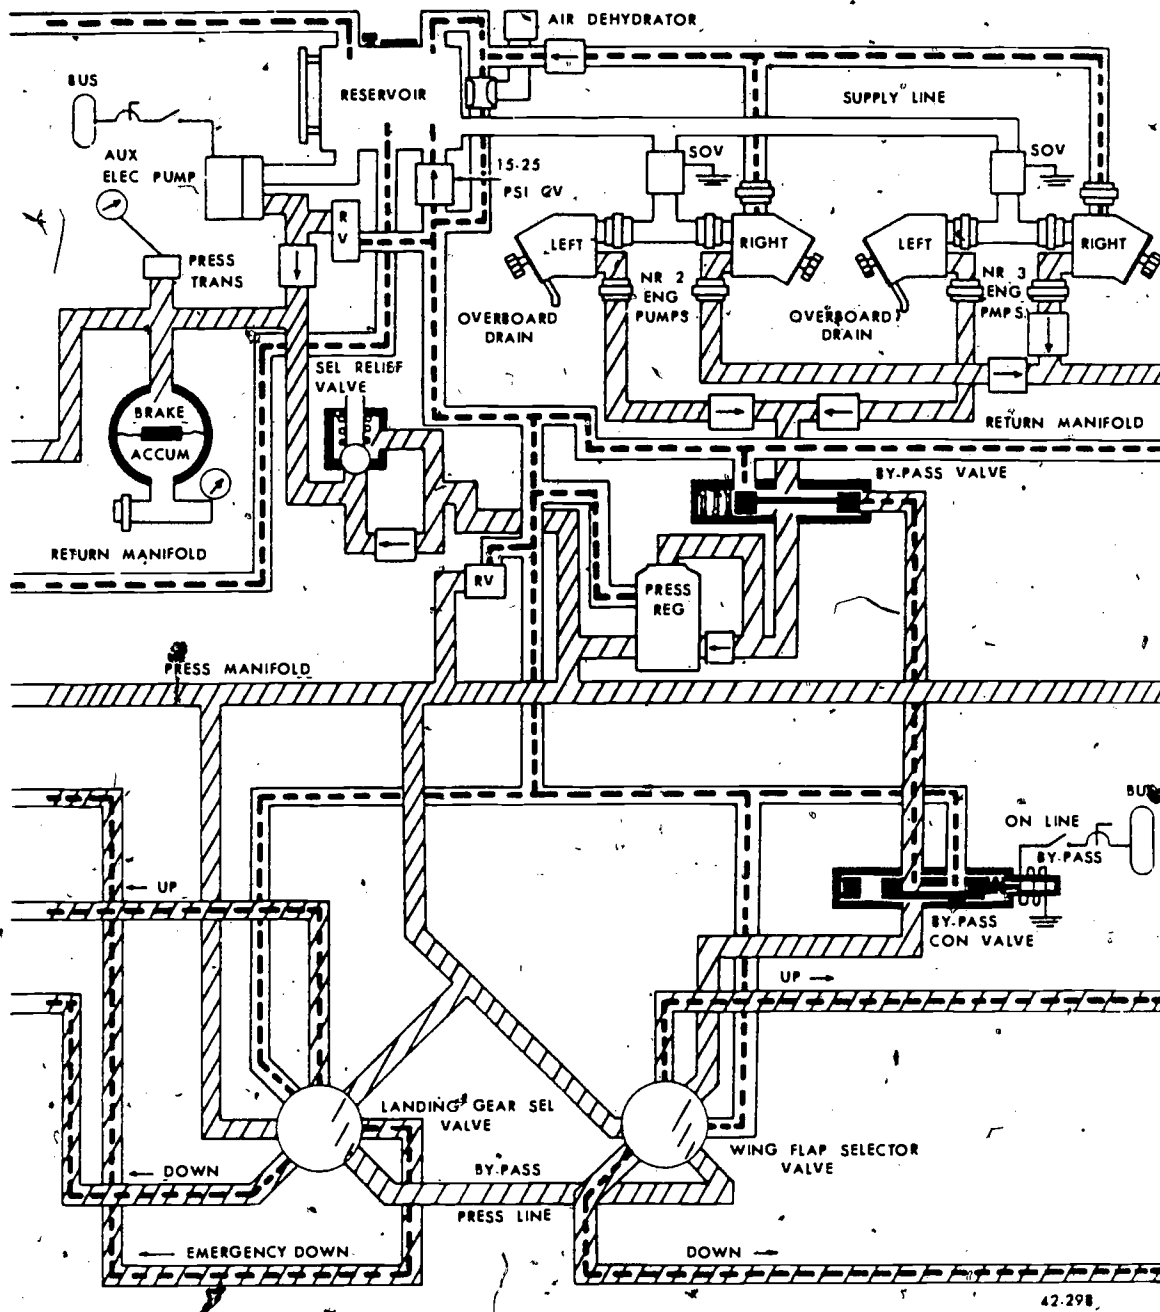 AIR DEHYDRATOR
BUS
RESERVOIR
SUPPLY LINE
AUX
ELEC PUMP
15-25
PSI CV
SOV
SOV
R
V
LEFT
RIGHT
LEFT
RIGHT
PRESS
TRANS
NR 2
ENG
PUMPS
NR 3
ENG
PMPS
OVERBOARD
DRAIN
OVERBOARD
DRAIN
SEL RELIEF
VALVE
BRAKE
ACCUM
RETURN MANIFOLD
BY-PASS VALVE
RETURN MANIFOLD
RV
PRESS
REG
PRESS MANIFOLD
ON LINE
BUS
BY-PASS
UP
BY-PASS
CON VALVE
UP
LANDING GEAR SEL
VALVE
WING FLAP SELECTOR
VALVE
DOWN
BY-PASS
PRESS LINE
EMERGENCY DOWN
DOWN
42-298